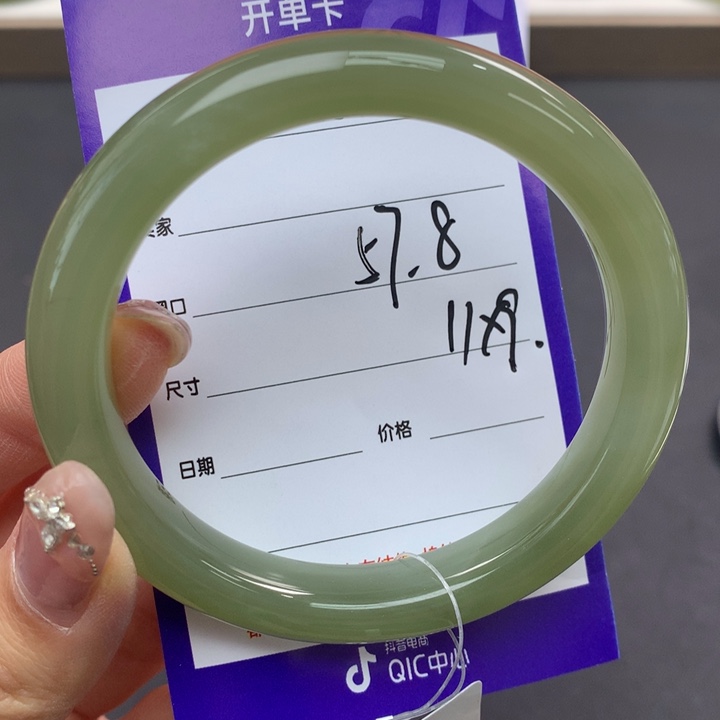 开单卡
家
57.8
口
11x9.
尺寸
价格
日期
抖音电商
QIC中心